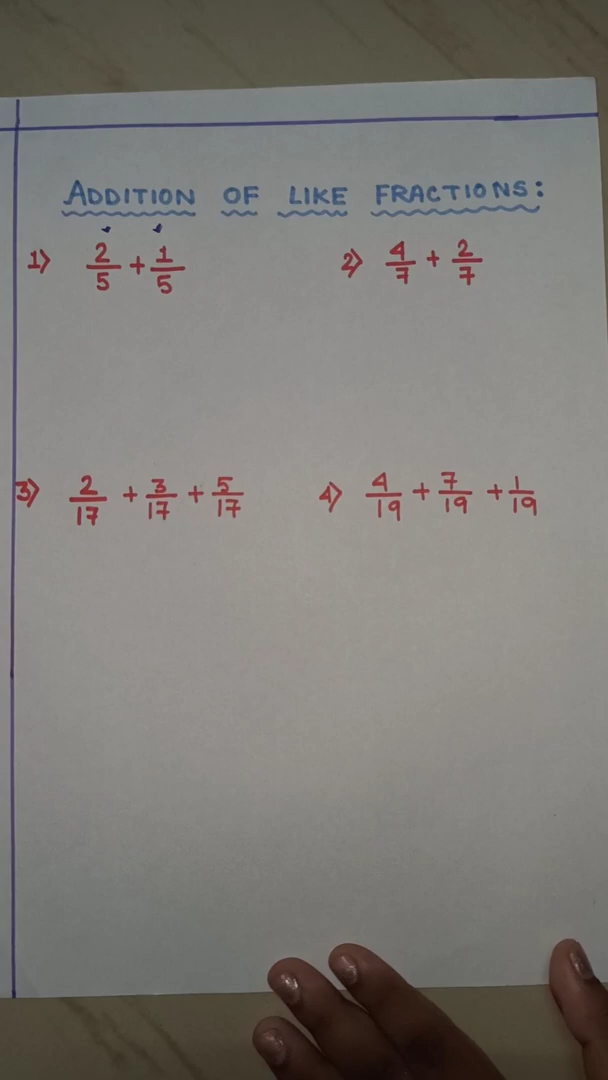 ADDITION OF LIKE FRACTIONS:
1) 2/5 + 1/5
2) 4/7 + 2/7
3) 2/17 + 3/17 + 5/17
4) 4/19 + 7/19 + 1/19